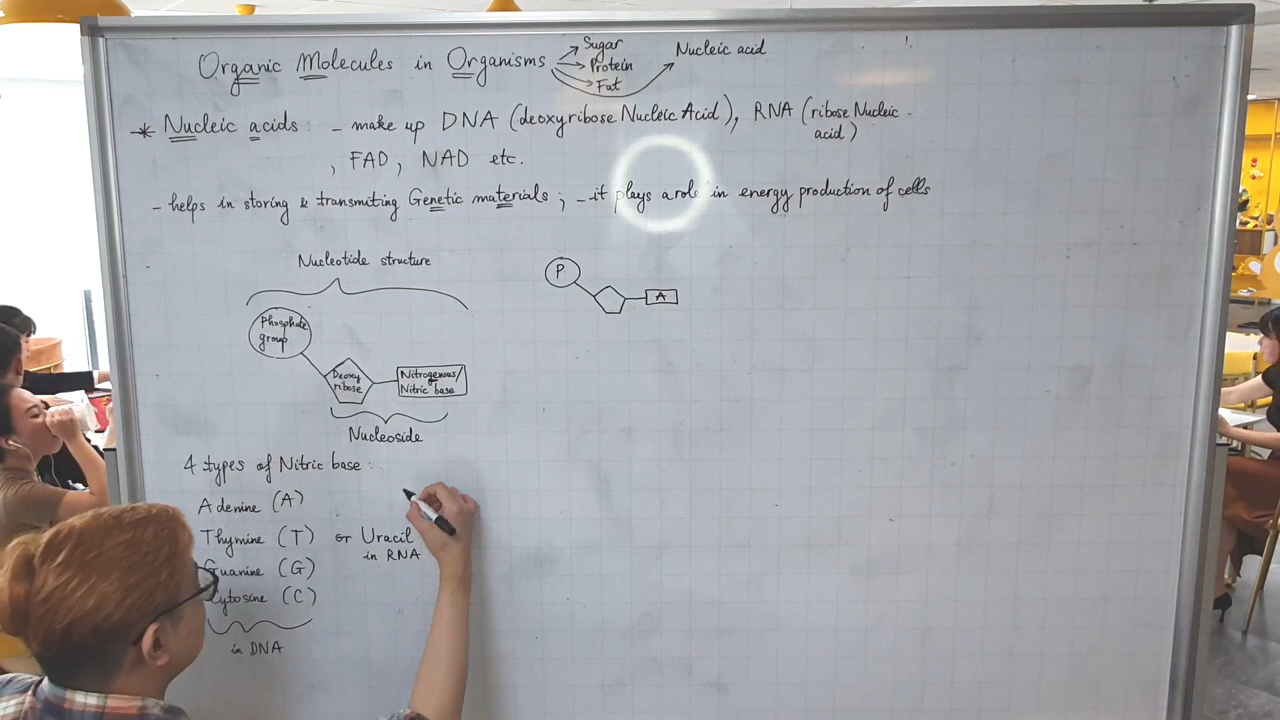 Organic Molecules in Organisms
Sugar
Protein
Fat
Nucleic acid
* Nucleic acids : - make up DNA (deoxyribose Nucleic Acid), RNA (ribose Nucleic
acid)
, FAD, NAD etc.
- helps in storing & transmiting Genetic materials ; - it plays a role in energy production of cells
Nucleotide structure
Phosphate
group
Deoxy
ribose
Nitrogenous/
Nitric base
Nucleoside
P
A
4 types of Nitric base :
Adenine (A)
Thymine (T) or Uracil
in RNA
Guanine (G)
Cytosine (C)
in DNA